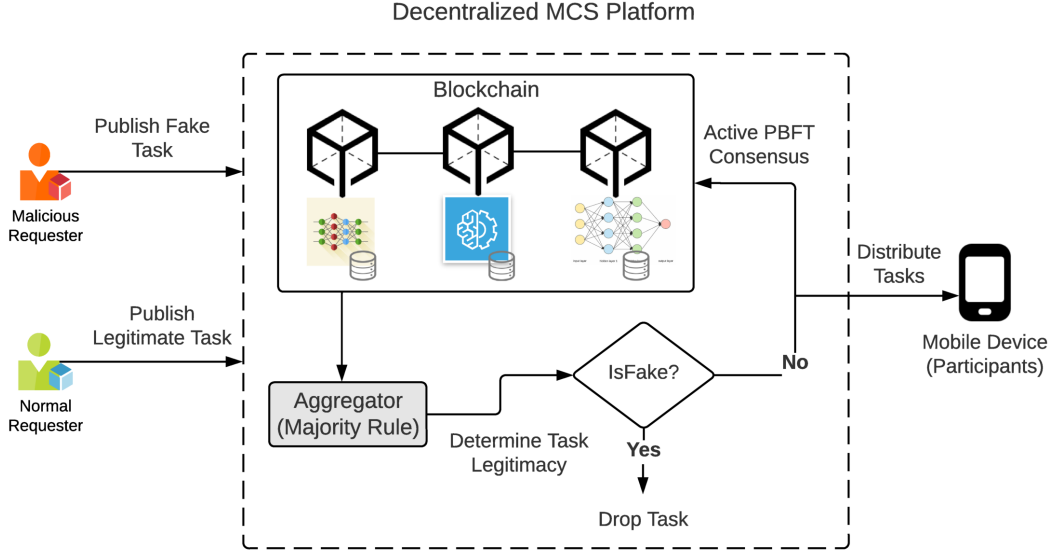 Decentralized MCS Platform
Blockchain
Publish Fake
Task
Malicious
Requester
Active PBFT
Consensus
Distribute
Tasks
Publish
Legitimate Task
Normal
Requester
Mobile Device
(Participants)
IsFake?
No
Aggregator
(Majority Rule)
Determine Task
Legitimacy
Yes
Drop Task